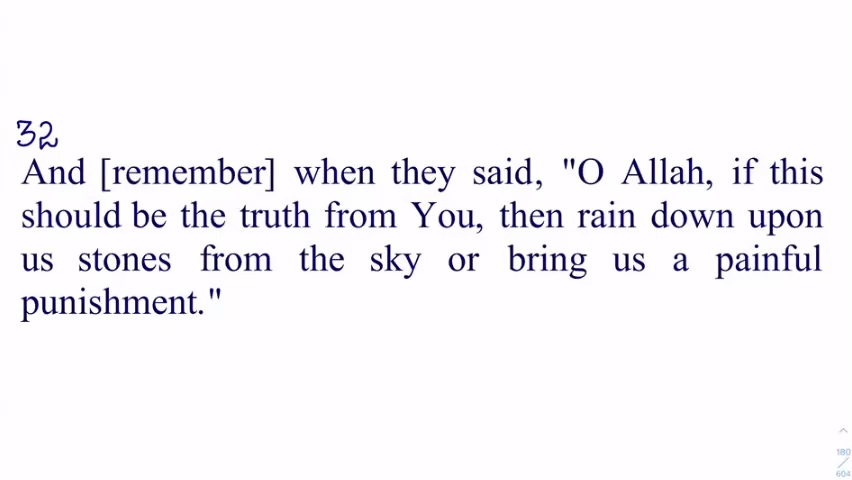 32
And [remember] when they said, "O Allah, if this
should be the truth from You, then rain down upon
us stones from the sky or bring us a painful
punishment."
180
/
604